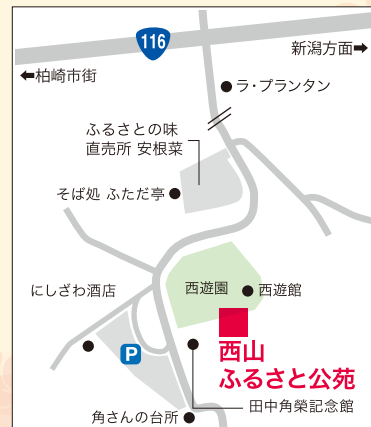 116
新潟方面➡
⬅柏崎市街
ラ・プランタン
ふるさとの味
直売所 安根菜
そば処 ふただ亭
西遊園
西遊館
にしざわ酒店
P
西山
ふるさと公苑
田中角榮記念館
角さんの台所